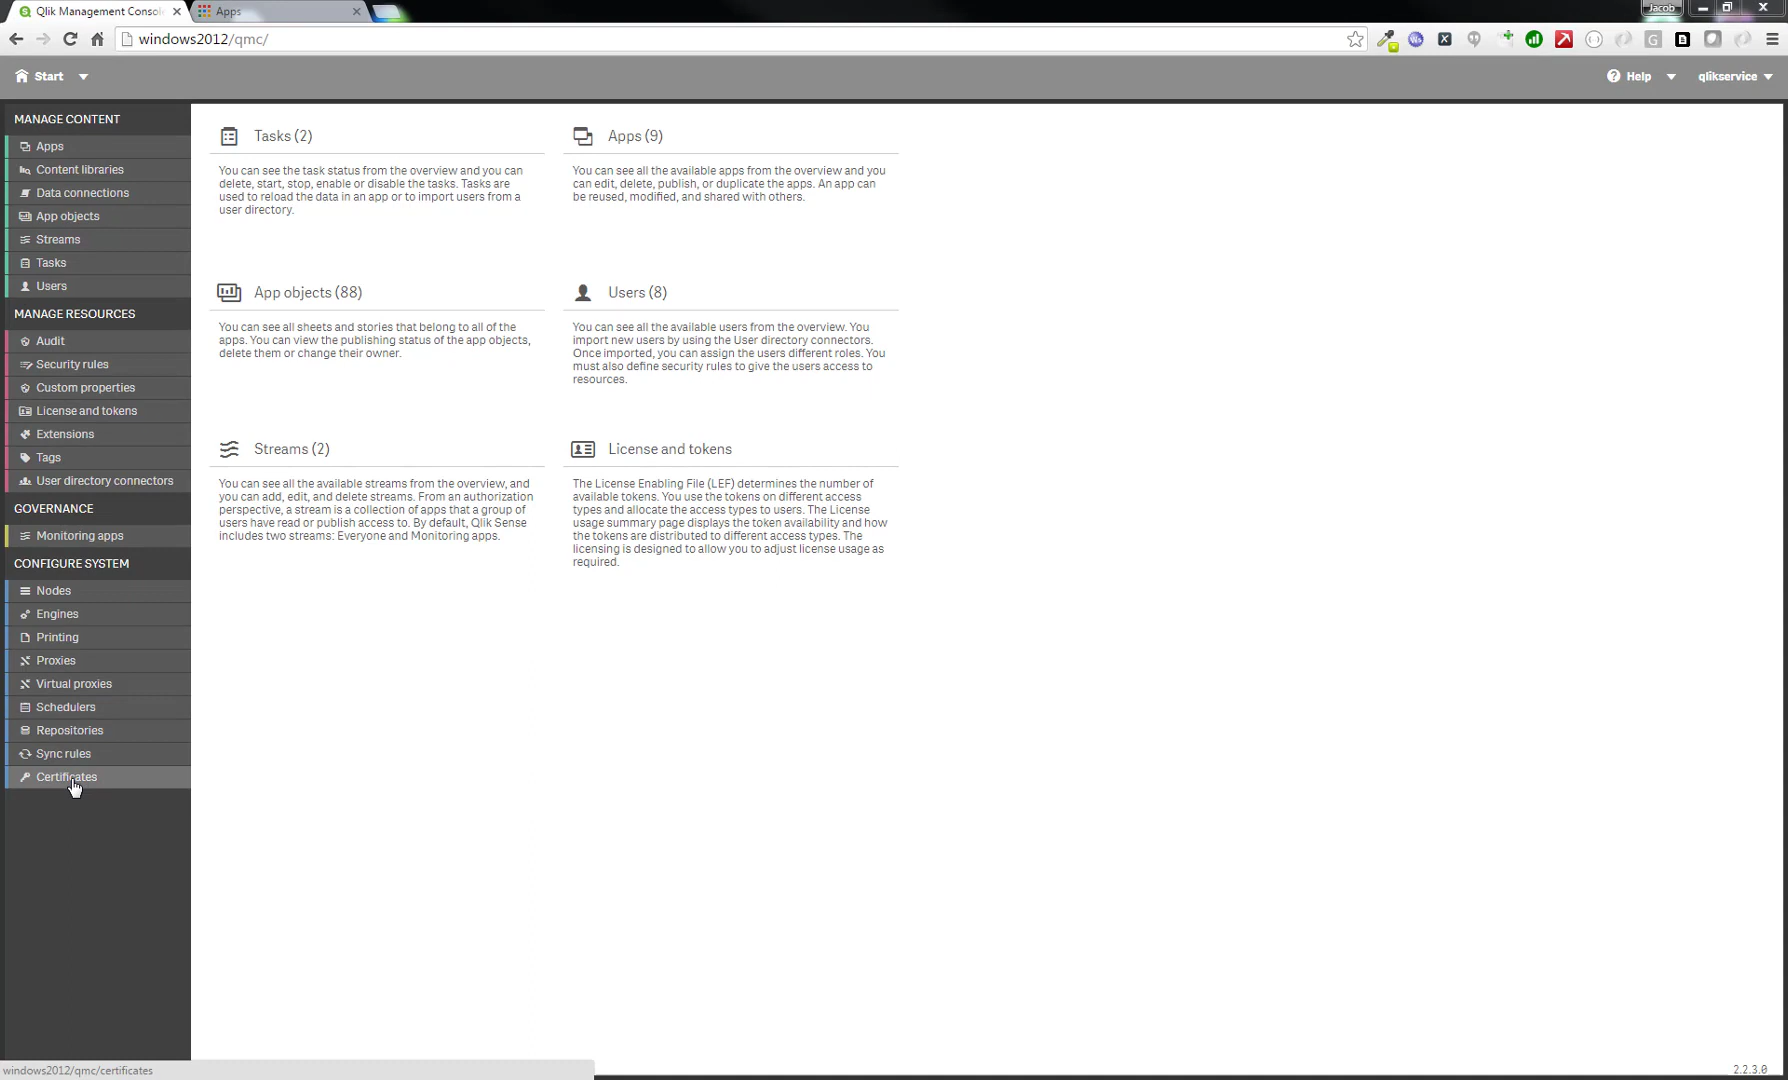 Qlik Management Consol
Apps
Jacob
windows2012/qmc/
Start
Help
qlikservice
MANAGE CONTENT
Apps
Content libraries
Data connections
App objects
Streams
Tasks
Users
MANAGE RESOURCES
Audit
Security rules
Custom properties
License and tokens
Extensions
Tags
User directory connectors
GOVERNANCE
Monitoring apps
CONFIGURE SYSTEM
Nodes
Engines
Printing
Proxies
Virtual proxies
Schedulers
Repositories
Sync rules
Certificates
Tasks (2)
You can see the task status from the overview and you can
delete, start, stop, enable or disable the tasks. Tasks are
used to reload the data in an app or to import users from a
user directory.
Apps (9)
You can see all the available apps from the overview and you
can edit, delete, publish, or duplicate the apps. An app can
be reused, modified, and shared with others.
App objects (88)
You can see all sheets and stories that belong to all of the
apps. You can view the publishing status of the app objects,
delete them or change their owner.
Users (8)
You can see all the available users from the overview. You
import new users by using the User directory connectors.
Once imported, you can assign the users different roles. You
must also define security rules to give the users access to
resources.
Streams (2)
You can see all the available streams from the overview, and
you can add, edit, and delete streams. From an authorization
perspective, a stream is a collection of apps that a group of
users have read or publish access to. By default, Qlik Sense
includes two streams: Everyone and Monitoring apps.
License and tokens
The License Enabling File (LEF) determines the number of
available tokens. You use the tokens on different access
types and allocate the access types to users. The License
usage summary page displays the token availability and how
the tokens are distributed to different access types. The
licensing is designed to allow you to adjust license usage as
required.
windows2012/qmc/certificates
2.2.3.0